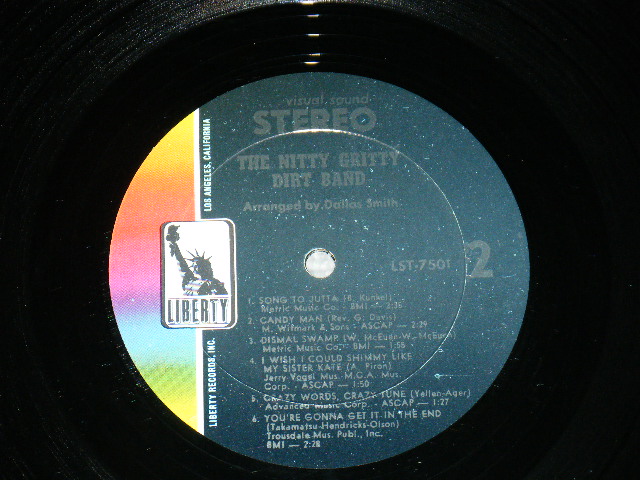 visual sound
STEREO
THE NITTY GRITTY
DIRT BAND
Arranged by Dallas Smith
LST-7501
2
LOS ANGELES, CALIFORNIA
LIBERTY
LIBERTY RECORDS, INC.
1. SONG TO JUTTA (R. Kunkel)
Metric Music Co. - BMI — 2:35
2. CANDY MAN (Rev. G. Davis)
M. Witmark & Sons - ASCAP — 2:29
3. DISMAL SWAMP (W. McEuen-W. McEuen)
Metric Music Co. - BMI — 1:55
4. I WISH I COULD SHIMMY LIKE
MY SISTER KATE (A. Piron)
Jerry Vogel Mus.-M.C.A. Mus.
Corp. - ASCAP — 1:50
5. CRAZY WORDS, CRAZY TUNE (Yellen-Ager)
Advanced Music Corp. - ASCAP — 1:27
6. YOU'RE GONNA GET IT IN THE END
(Takamatsu-Hendricks-Olson)
Trousdale Mus. Publ., Inc.
BMI — 2:28